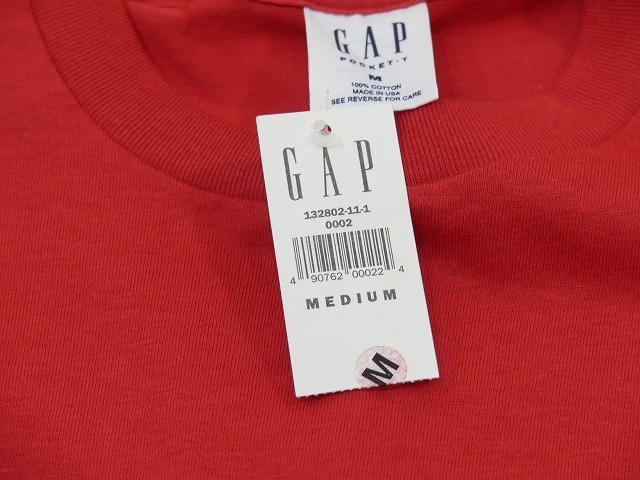 GAP
POCKET-T
M
100% COTTON
MADE IN USA
SEE REVERSE FOR CARE
GAP
132802-11-1
0002
4 90762 00022 4
MEDIUM
M